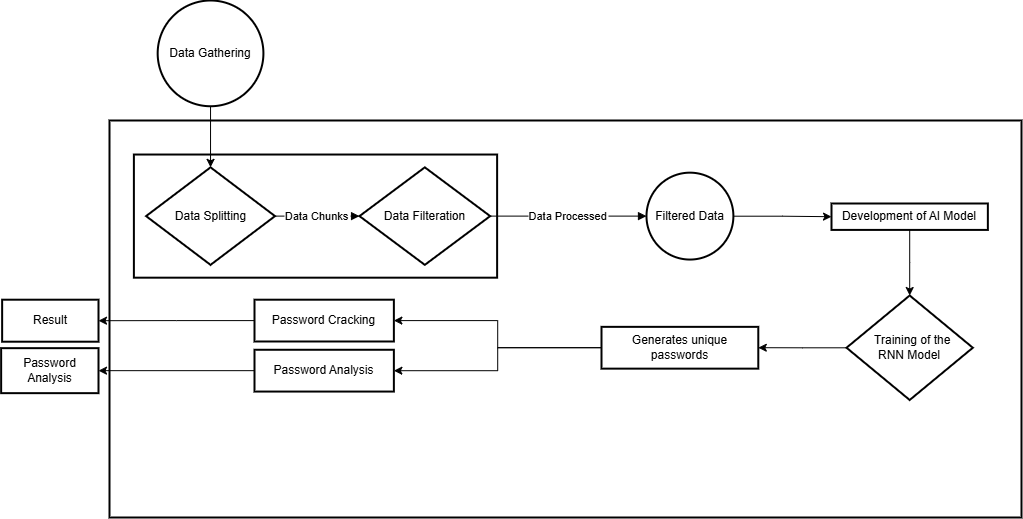 Data Gathering
Data Splitting
Data Chunks
Data Filteration
Data Processed
Filtered Data
Development of AI Model
Training of the
RNN Model
Generates unique
passwords
Password Cracking
Password Analysis
Result
Password
Analysis